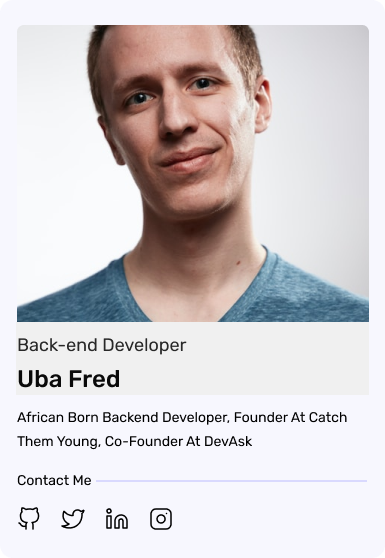 Back-end Developer
Uba Fred
African Born Backend Developer, Founder At Catch
Them Young, Co-Founder At DevAsk
Contact Me